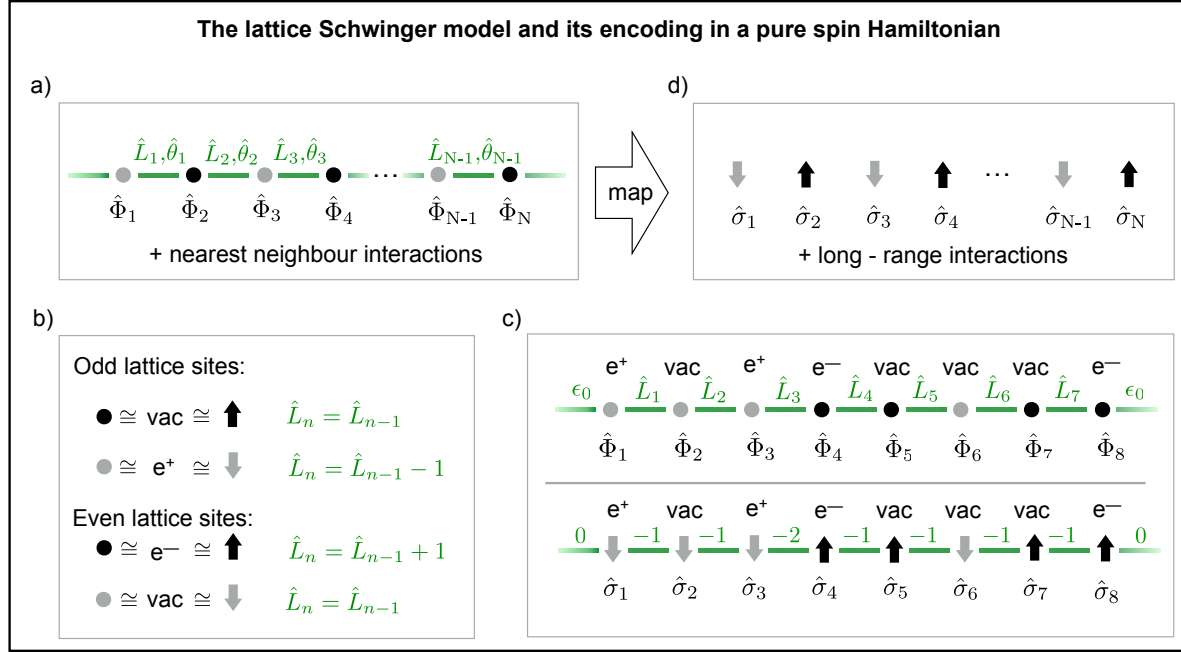 The lattice Schwinger model and its encoding in a pure spin Hamiltonian
a)
L̂₁,θ̂₁ L̂₂,θ̂₂ L̂₃,θ̂₃ L̂N-1,θ̂N-1
...
Φ̂₁ Φ̂₂ Φ̂₃ Φ̂₄ Φ̂N-1 Φ̂N
+ nearest neighbour interactions
map
d)
...
σ̂₁ σ̂₂ σ̂₃ σ̂₄ σ̂N-1 σ̂N
+ long - range interactions
b)
Odd lattice sites:
≅ vac ≅ L̂ₙ = L̂ₙ₋₁
≅ e⁺ ≅ L̂ₙ = L̂ₙ₋₁ − 1
Even lattice sites:
≅ e⁻ ≅ L̂ₙ = L̂ₙ₋₁ + 1
≅ vac ≅ L̂ₙ = L̂ₙ₋₁
c)
e⁺ vac e⁺ e⁻ vac vac vac e⁻
ϵ₀ L̂₁ L̂₂ L̂₃ L̂₄ L̂₅ L̂₆ L̂₇ ϵ₀
Φ̂₁ Φ̂₂ Φ̂₃ Φ̂₄ Φ̂₅ Φ̂₆ Φ̂₇ Φ̂₈
e⁺ vac e⁺ e⁻ vac vac vac e⁻
0 −1 −1 −2 −1 −1 −1 −1 0
σ̂₁ σ̂₂ σ̂₃ σ̂₄ σ̂₅ σ̂₆ σ̂₇ σ̂₈